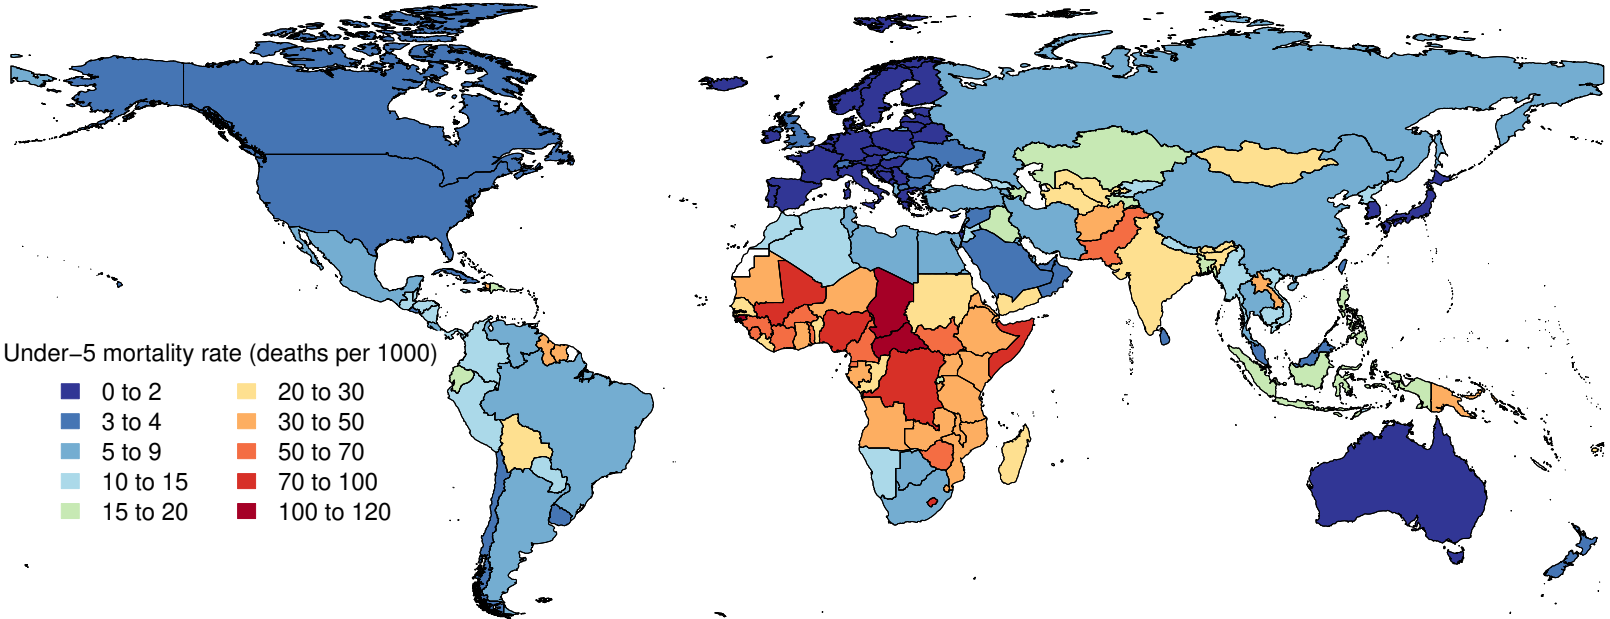 Under−5 mortality rate (deaths per 1000)
0 to 2
3 to 4
5 to 9
10 to 15
15 to 20
20 to 30
30 to 50
50 to 70
70 to 100
100 to 120